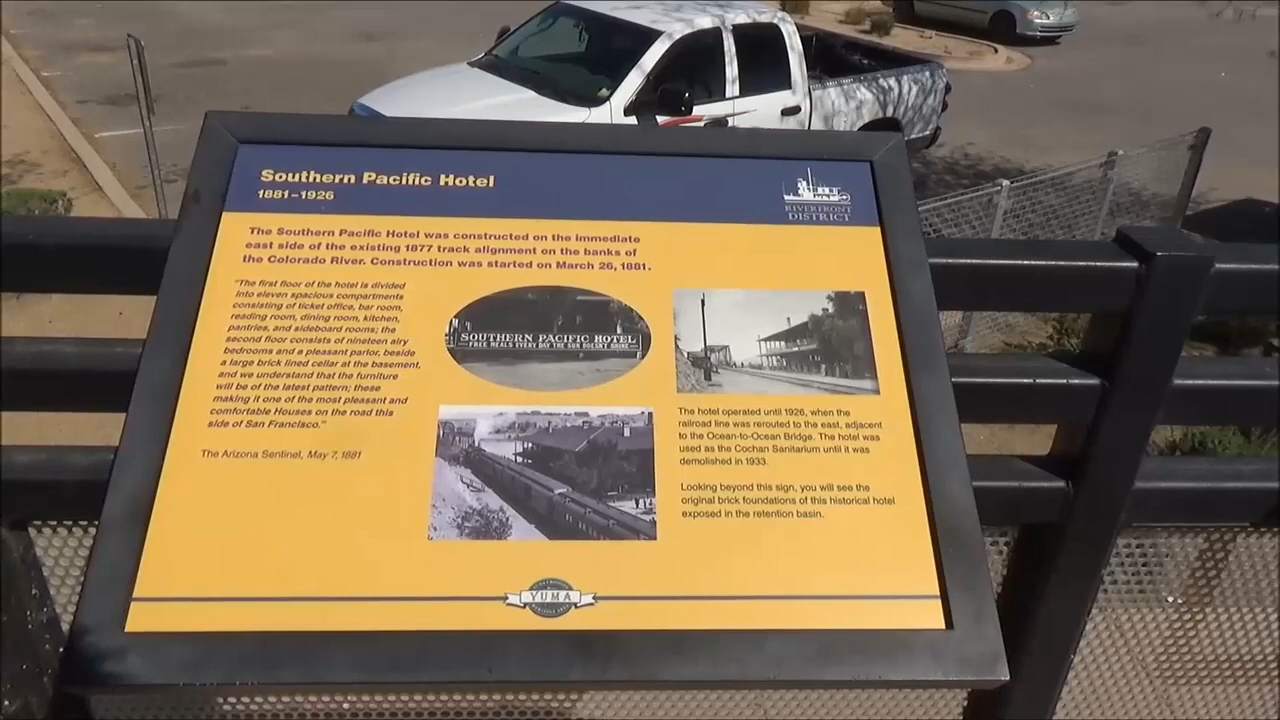 Southern Pacific Hotel
1881–1926
RIVERFRONT
DISTRICT
The Southern Pacific Hotel was constructed on the immediate
east side of the existing 1877 track alignment on the banks of
the Colorado River. Construction was started on March 26, 1881.
"The first floor of the hotel is divided
into eleven spacious compartments
consisting of ticket office, bar room,
reading room, dining room, kitchen,
pantries, and sideboard rooms; the
second floor consists of nineteen airy
bedrooms and a pleasant parlor, beside
a large brick lined cellar at the basement,
and we understand that the furniture
will be of the latest pattern; these
making it one of the most pleasant and
comfortable Houses on the road this
side of San Francisco."
The Arizona Sentinel, May 7, 1881
SOUTHERN PACIFIC HOTEL
FREE MEALS EVERY DAY THE SUN DOESN'T SHINE
The hotel operated until 1926, when the
railroad line was rerouted to the east, adjacent
to the Ocean-to-Ocean Bridge. The hotel was
used as the Cochan Sanitarium until it was
demolished in 1933.
Looking beyond this sign, you will see the
original brick foundations of this historical hotel
exposed in the retention basin.
YUMA